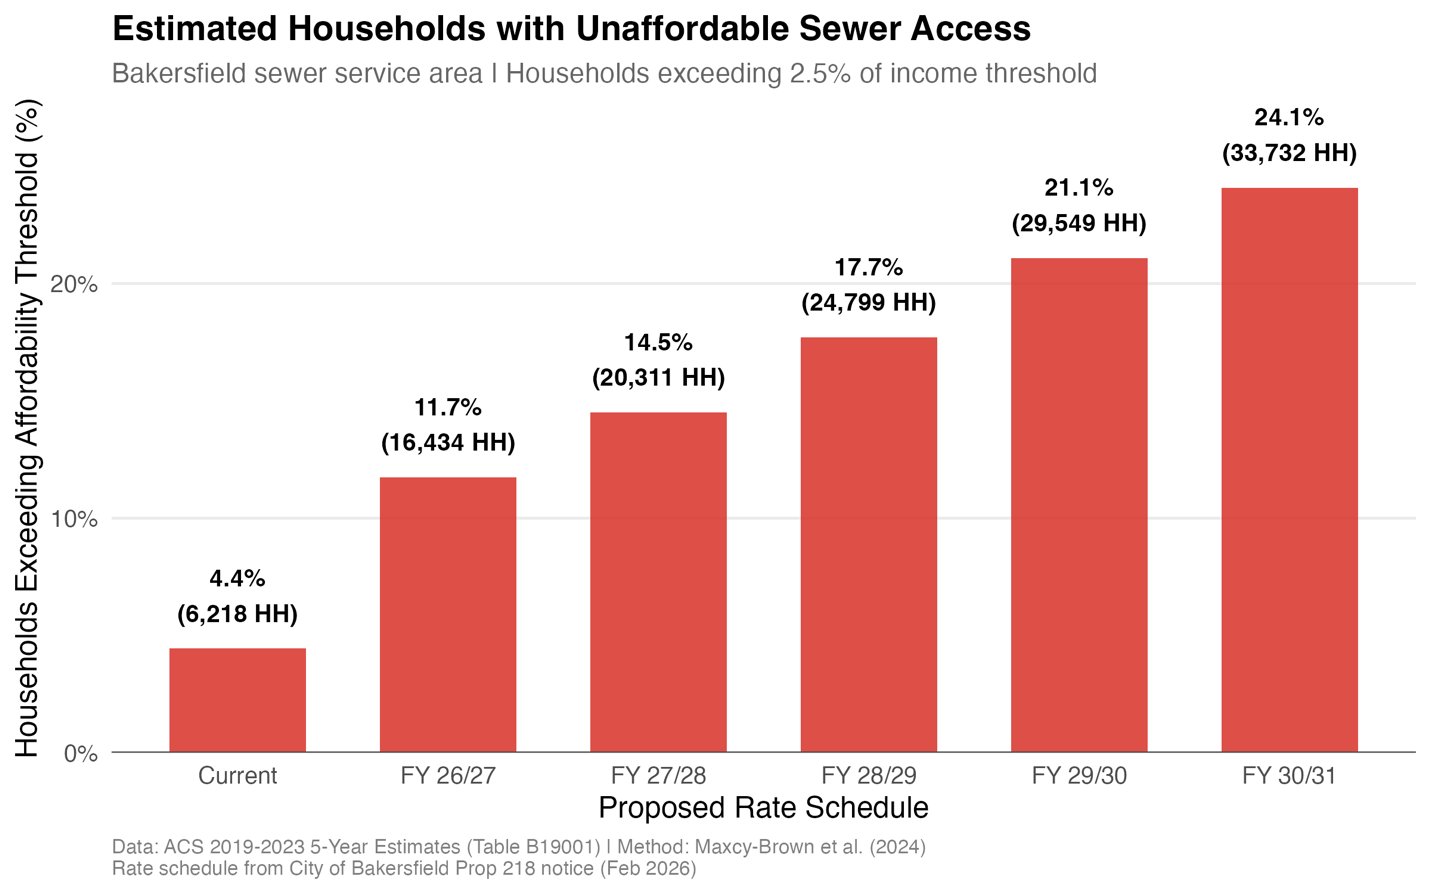 Estimated Households with Unaffordable Sewer Access
Bakersfield sewer service area | Households exceeding 2.5% of income threshold
Households Exceeding Affordability Threshold (%)
20%
10%
0%
4.4%
(6,218 HH)
11.7%
(16,434 HH)
14.5%
(20,311 HH)
17.7%
(24,799 HH)
21.1%
(29,549 HH)
24.1%
(33,732 HH)
Current
FY 26/27
FY 27/28
FY 28/29
FY 29/30
FY 30/31
Proposed Rate Schedule
Data: ACS 2019-2023 5-Year Estimates (Table B19001) | Method: Maxcy-Brown et al. (2024)
Rate schedule from City of Bakersfield Prop 218 notice (Feb 2026)